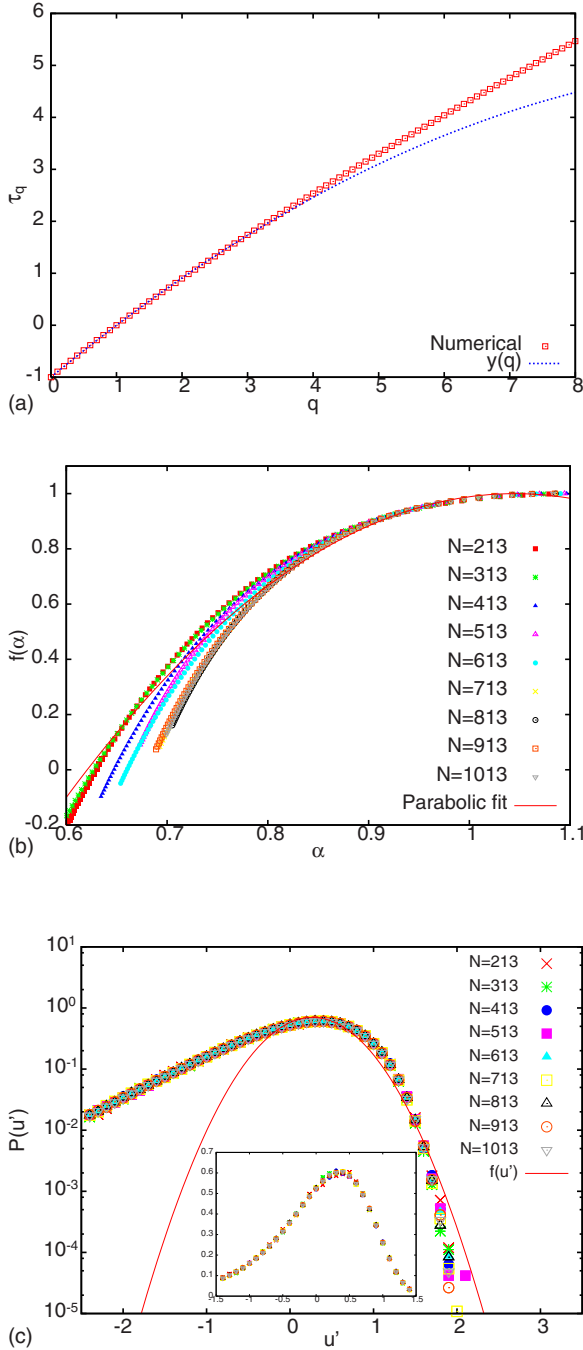 6
5
4
3
2
1
0
-1
τq
Numerical
y(q)
0 1 2 3 4 5 6 7 8
(a) q
1
0.8
0.6
0.4
0.2
0
-0.2
f(α)
N=213
N=313
N=413
N=513
N=613
N=713
N=813
N=913
N=1013
Parabolic fit
0.6 0.7 0.8 0.9 1 1.1
(b) α
10^1
10^0
10^-1
10^-2
10^-3
10^-4
10^-5
P(u')
N=213
N=313
N=413
N=513
N=613
N=713
N=813
N=913
N=1013
f(u')
0.7
0.6
0.5
0.4
0.3
0.2
0.1
0
-1.5 -1 -0.5 0 0.5 1 1.5
-2 -1 0 1 2 3
(c) u'